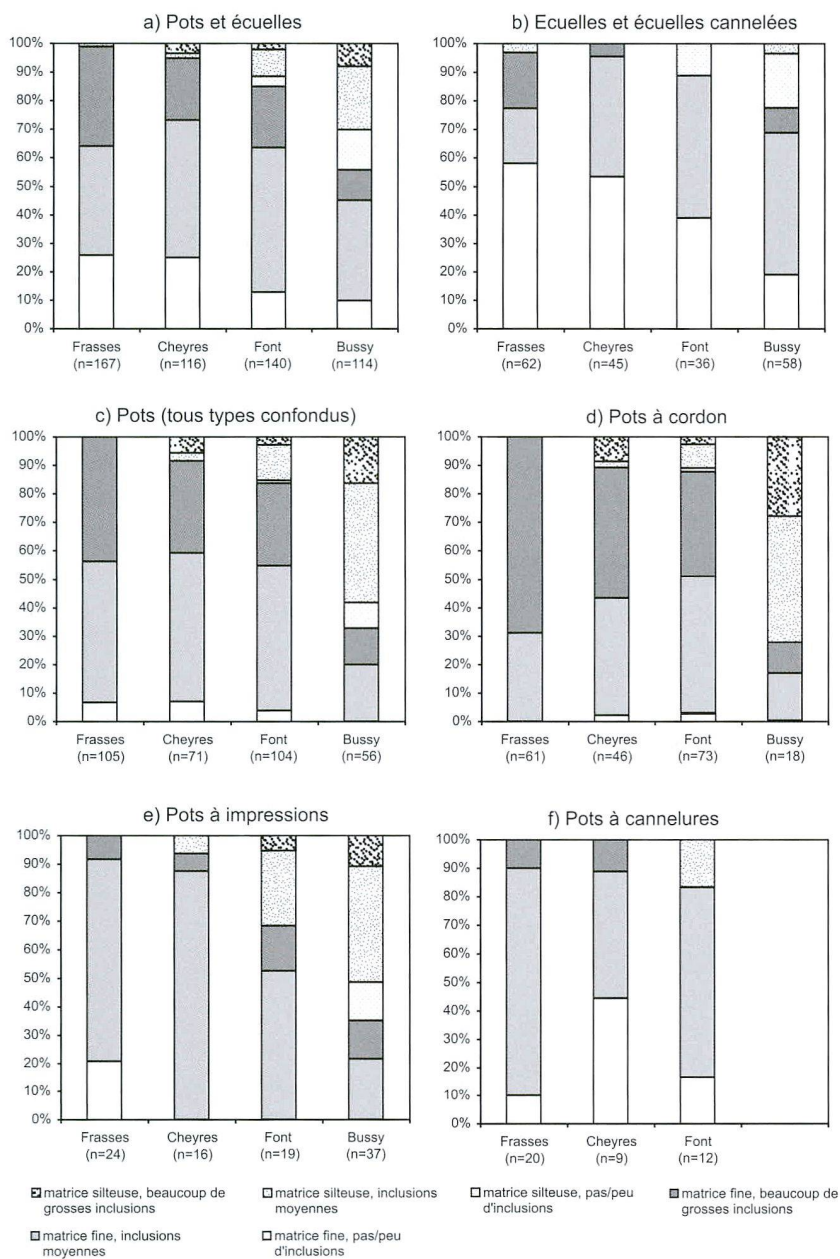 a) Pots et écuelles
100%
90%
80%
70%
60%
50%
40%
30%
20%
10%
0%
Frasses Cheyres Font Bussy
(n=167) (n=116) (n=140) (n=114)
b) Ecuelles et écuelles cannelées
100%
90%
80%
70%
60%
50%
40%
30%
20%
10%
0%
Frasses Cheyres Font Bussy
(n=62) (n=45) (n=36) (n=58)
c) Pots (tous types confondus)
100%
90%
80%
70%
60%
50%
40%
30%
20%
10%
0%
Frasses Cheyres Font Bussy
(n=105) (n=71) (n=104) (n=56)
d) Pots à cordon
100%
90%
80%
70%
60%
50%
40%
30%
20%
10%
0%
Frasses Cheyres Font Bussy
(n=61) (n=46) (n=73) (n=18)
e) Pots à impressions
100%
90%
80%
70%
60%
50%
40%
30%
20%
10%
0%
Frasses Cheyres Font Bussy
(n=24) (n=16) (n=19) (n=37)
f) Pots à cannelures
100%
90%
80%
70%
60%
50%
40%
30%
20%
10%
0%
Frasses Cheyres Font
(n=20) (n=9) (n=12)
matrice silteuse, beaucoup de
grosses inclusions
matrice silteuse, inclusions
moyennes
matrice silteuse, pas/peu
d'inclusions
matrice fine, beaucoup de
grosses inclusions
matrice fine, inclusions
moyennes
matrice fine, pas/peu
d'inclusions